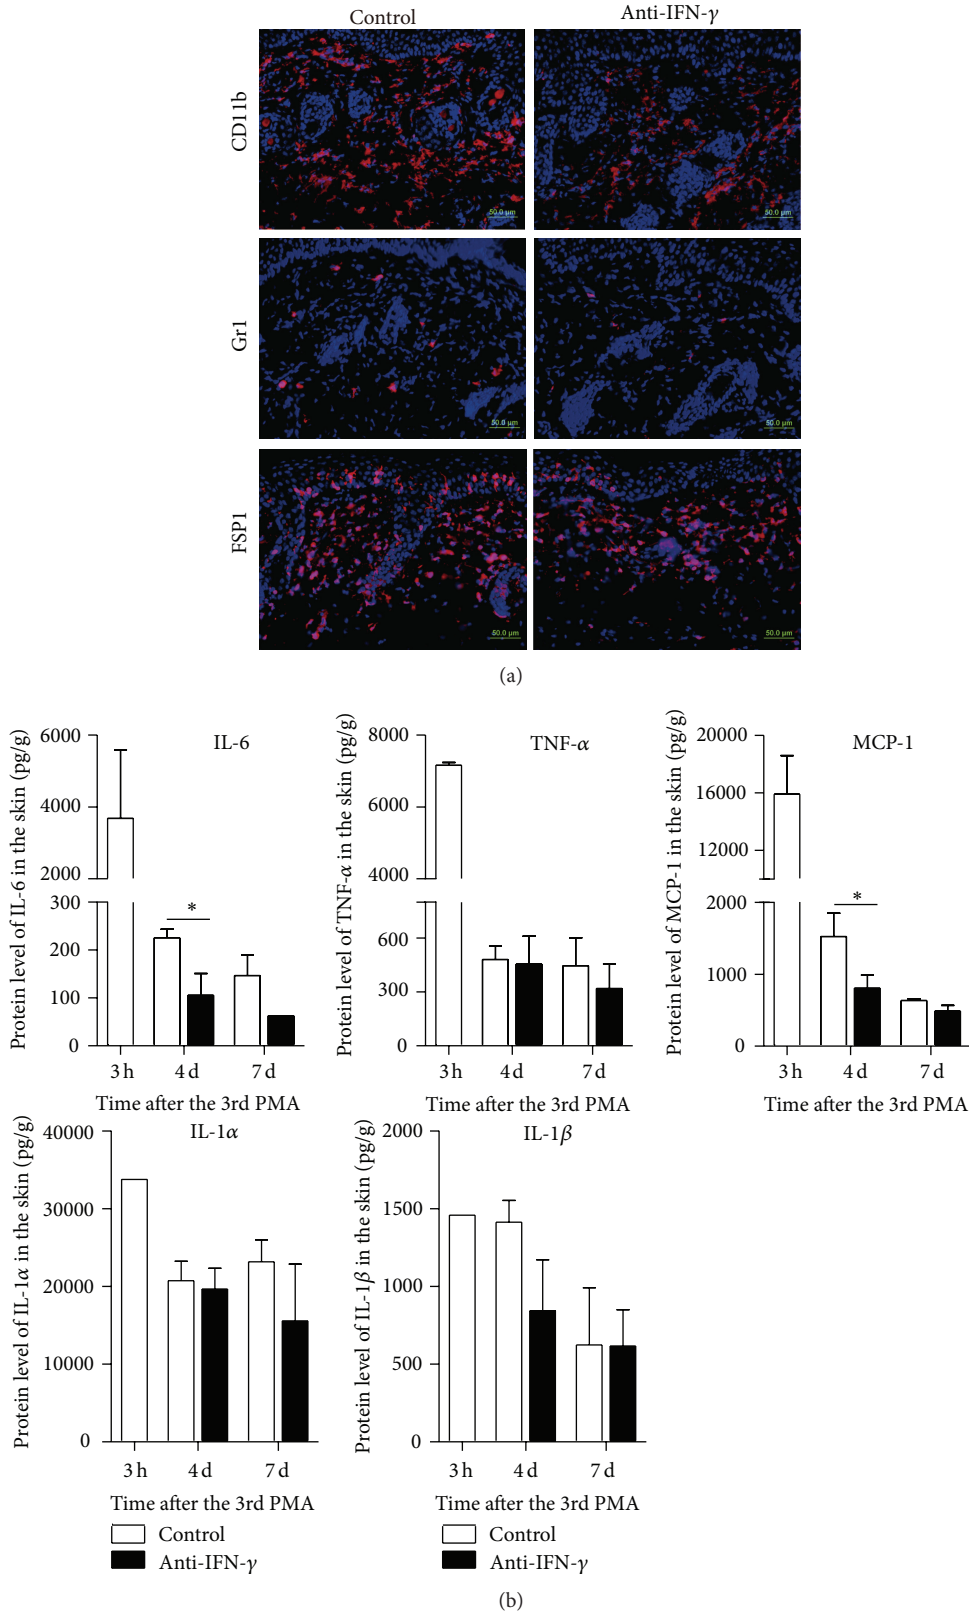 Control
Anti-IFN-γ
CD11b
50.0 µm
50.0 µm
Gr1
50.0 µm
50.0 µm
FSP1
50.0 µm
50.0 µm
(a)
Protein level of IL-6 in the skin (pg/g)
IL-6
6000
4000
2000
300
200
100
0
*
3 h
4 d
7 d
Time after the 3rd PMA
Protein level of TNF-α in the skin (pg/g)
TNF-α
8000
6000
4000
600
300
0
3 h
4 d
7 d
Time after the 3rd PMA
Protein level of MCP-1 in the skin (pg/g)
MCP-1
20000
16000
12000
2000
1000
0
*
3 h
4 d
7 d
Time after the 3rd PMA
Protein level of IL-1α in the skin (pg/g)
IL-1α
40000
30000
20000
10000
0
3 h
4 d
7 d
Time after the 3rd PMA
Control
Anti-IFN-γ
Protein level of IL-1β in the skin (pg/g)
IL-1β
2000
1500
1000
500
0
3 h
4 d
7 d
Time after the 3rd PMA
Control
Anti-IFN-γ
(b)